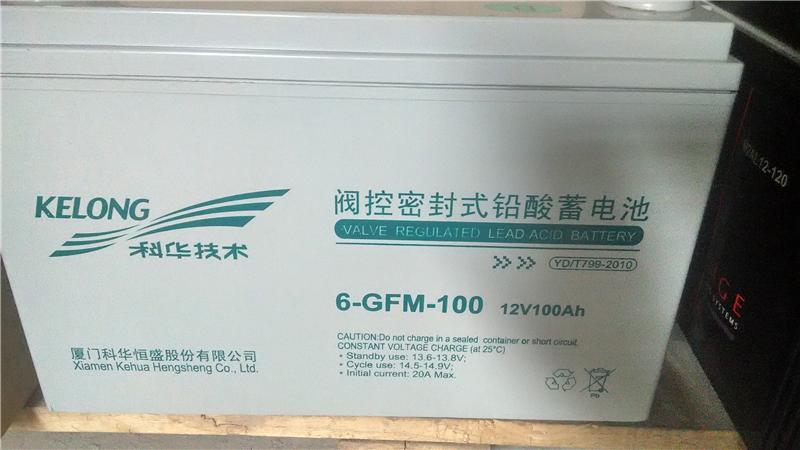 KELONG
科华技术
阀控密封式铅酸蓄电池
VALVE REGULATED LEAD ACID BATTERY
YD/T799-2010
6-GFM-100 12V100Ah
CAUTION:Do not charge in a sealed container or short circuit.
CONSTANT VOLTAGE CHARGE (at 25°C)
• Standby use: 13.6-13.8V;
• Cycle use: 14.5-14.9V;
• Initial current: 20A Max.
厦门科华恒盛股份有限公司
Xiamen Kehua Hengsheng Co., Ltd.
Pb
12-120